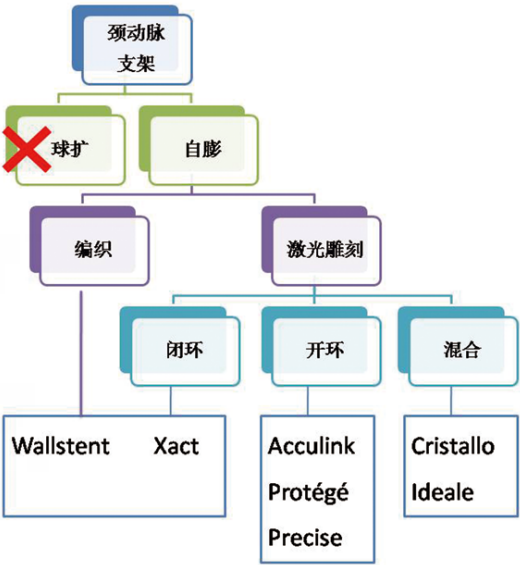 颈动脉
支架
球扩
自膨
编织
激光雕刻
闭环
开环
混合
Wallstent Xact
Acculink
Protégé
Precise
Cristallo
Ideale